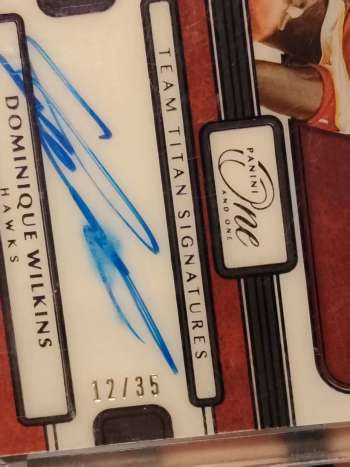 TEAM TITAN SIGNATURES
PANINI
One
AND ONE
DOMINIQUE WILKINS
HAWKS
12/35